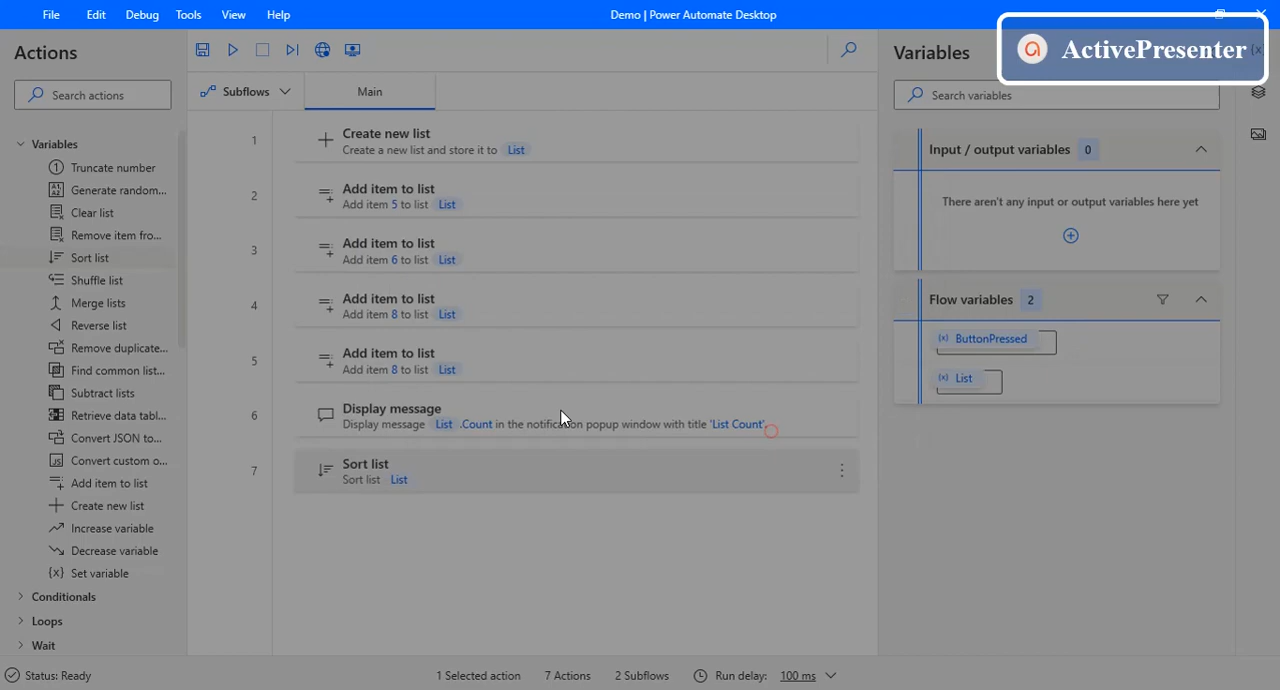 File Edit Debug Tools View Help Demo | Power Automate Desktop
ActivePresenter
Actions
Search actions
Variables
Truncate number
Generate random...
Clear list
Remove item fro...
Sort list
Shuffle list
Merge lists
Reverse list
Remove duplicate...
Find common list...
Subtract lists
Retrieve data tabl...
Convert JSON to...
Convert custom o...
Add item to list
Create new list
Increase variable
Decrease variable
{x} Set variable
Conditionals
Loops
Wait
Subflows Main
1 Create new list
Create a new list and store it to List
2 Add item to list
Add item 5 to list List
3 Add item to list
Add item 6 to list List
4 Add item to list
Add item 8 to list List
5 Add item to list
Add item 8 to list List
6 Display message
Display message List .Count in the notification popup window with title 'List Count'.
7 Sort list
Sort list List
Variables
Search variables
Input / output variables 0
There aren't any input or output variables here yet
Flow variables 2
(x) ButtonPressed
(x) List
Status: Ready 1 Selected action 7 Actions 2 Subflows Run delay: 100 ms